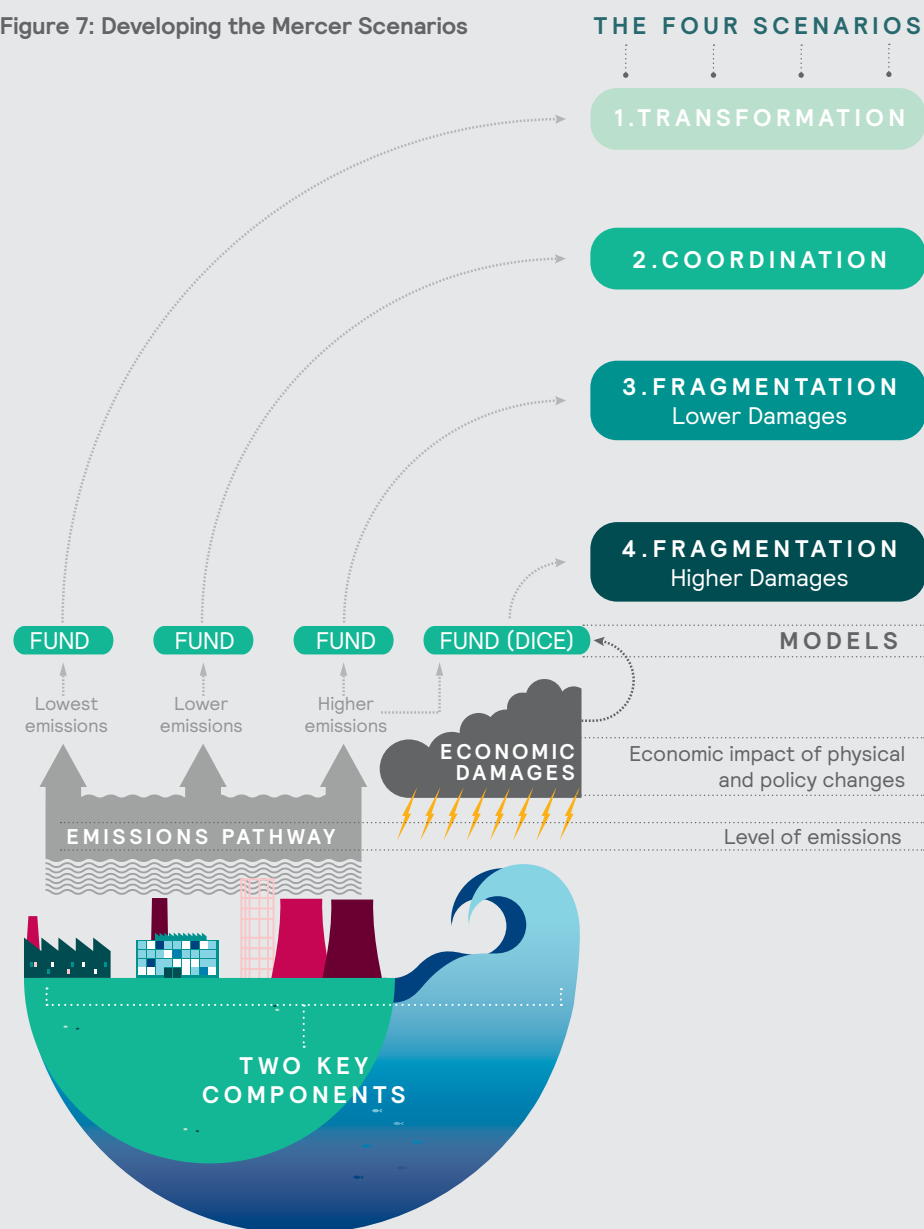 Figure 7: Developing the Mercer Scenarios
THE FOUR SCENARIOS
1.TRANSFORMATION
2.COORDINATION
3.FRAGMENTATION
Lower Damages
4.FRAGMENTATION
Higher Damages
FUND
FUND
FUND
FUND (DICE)
MODELS
Lowest
emissions
Lower
emissions
Higher
emissions
ECONOMIC
DAMAGES
Economic impact of physical
and policy changes
EMISSIONS PATHWAY
Level of emissions
TWO KEY
COMPONENTS